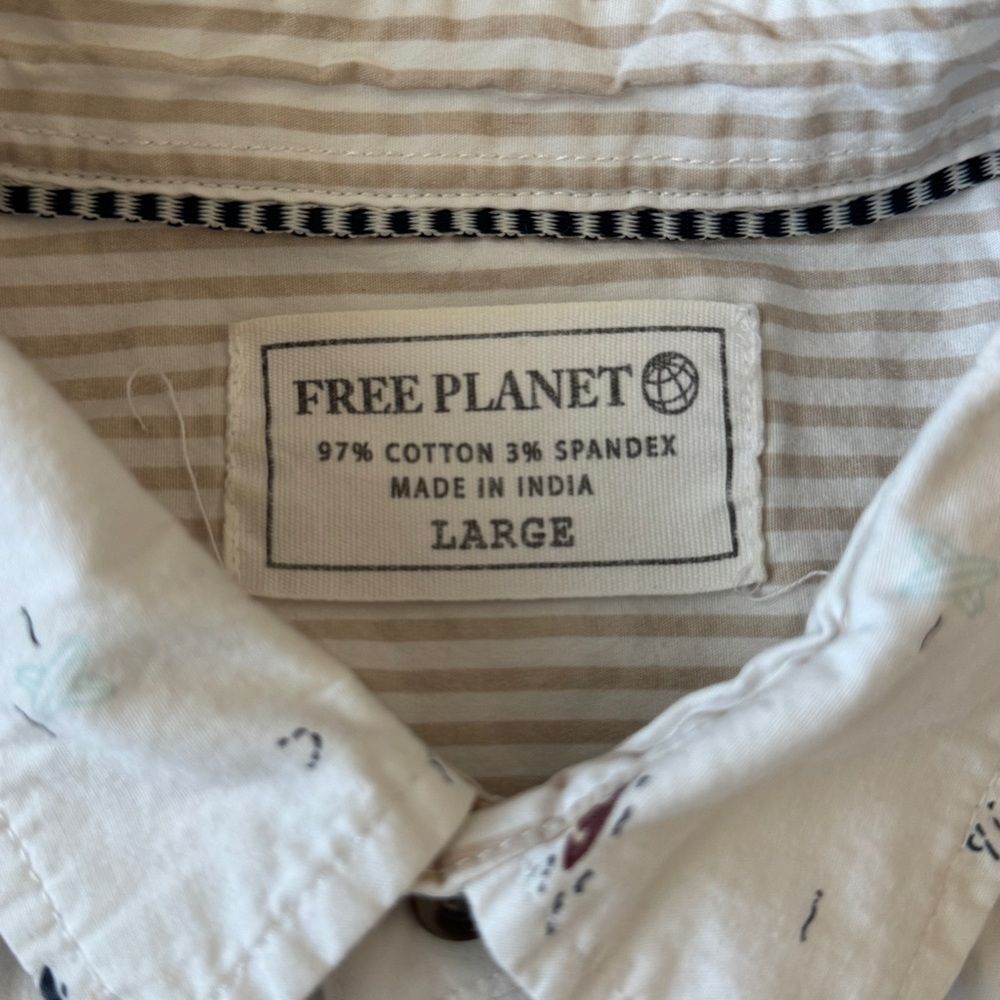 FREE PLANET
97% COTTON 3% SPANDEX
MADE IN INDIA
LARGE